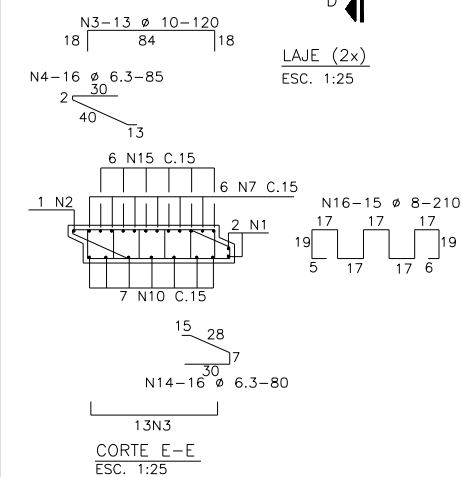 D
N3-13 ø 10-120
18 84 18
LAJE (2x)
ESC. 1:25
N4-16 ø 6.3-85
30
2
40
13
6 N15 C.15
6 N7 C.15
1 N2
2 N1
7 N10 C.15
N16-15 ø 8-210
17 17 17
19 19
5 17 17 6
15 28
7
30
N14-16 ø 6.3-80
13N3
CORTE E-E
ESC. 1:25